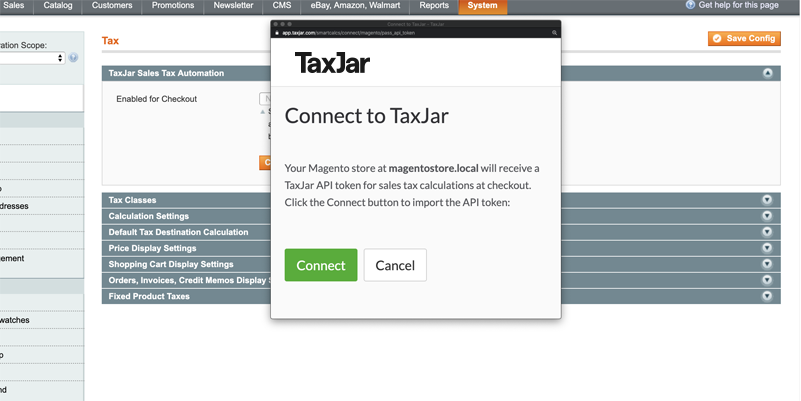 Sales Catalog Customers Promotions Newsletter CMS eBay, Amazon, Walmart Reports System Get help for this page
Connect to TaxJar - TaxJar
app.taxjar.com/smartcalcs/connect/magento/pass_api_token
ration Scope:
Tax
Save Config
TaxJar
TaxJar Sales Tax Automation
Enabled for Checkout
N
S
a
b
C
Connect to TaxJar
Your Magento store at magentostore.local will receive a
TaxJar API token for sales tax calculations at checkout.
Click the Connect button to import the API token:
Connect Cancel
Tax Classes
Calculation Settings
Default Tax Destination Calculation
Price Display Settings
Shopping Cart Display Settings
Orders, Invoices, Credit Memos Display S
Fixed Product Taxes
o
dresses
gement
watches
p
nd